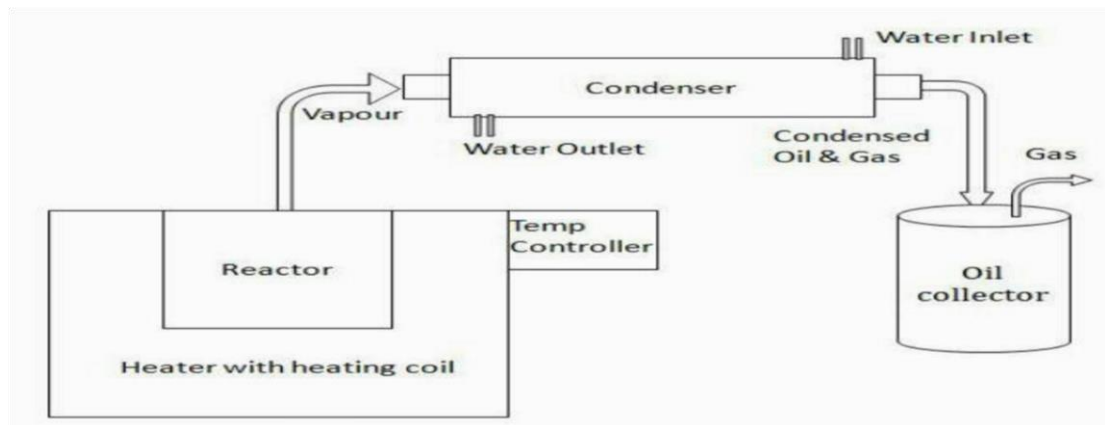 Water Inlet
Condenser
Vapour
Water Outlet
Condensed
Oil & Gas
Gas
Temp
Controller
Reactor
Oil
collector
Heater with heating coil